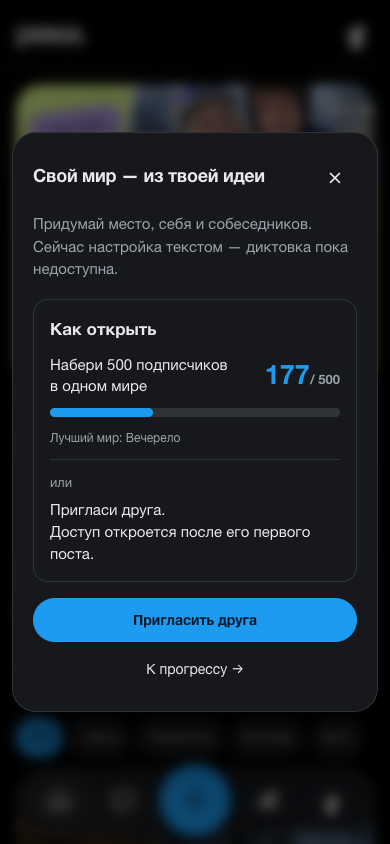 Свой мир — из твоей идеи
Придумай место, себя и собеседников.
Сейчас настройка текстом — диктовка пока
недоступна.
Как открыть
Набери 500 подписчиков
в одном мире
177 / 500
Лучший мир: Вечерело
или
Пригласи друга.
Доступ откроется после его первого
поста.
Пригласить друга
К прогрессу →